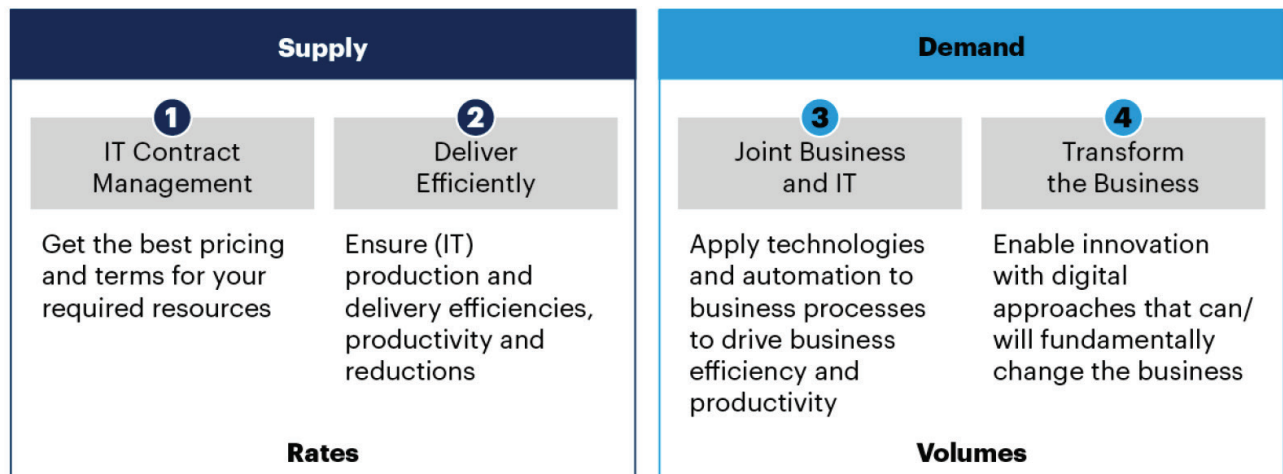 Supply
1
IT Contract
Management
Get the best pricing
and terms for your
required resources
2
Deliver
Efficiently
Ensure (IT)
production and
delivery efficiencies,
productivity and
reductions
Rates
Demand
3
Joint Business
and IT
Apply technologies
and automation to
business processes
to drive business
efficiency and
productivity
4
Transform
the Business
Enable innovation
with digital
approaches that can/
will fundamentally
change the business
Volumes